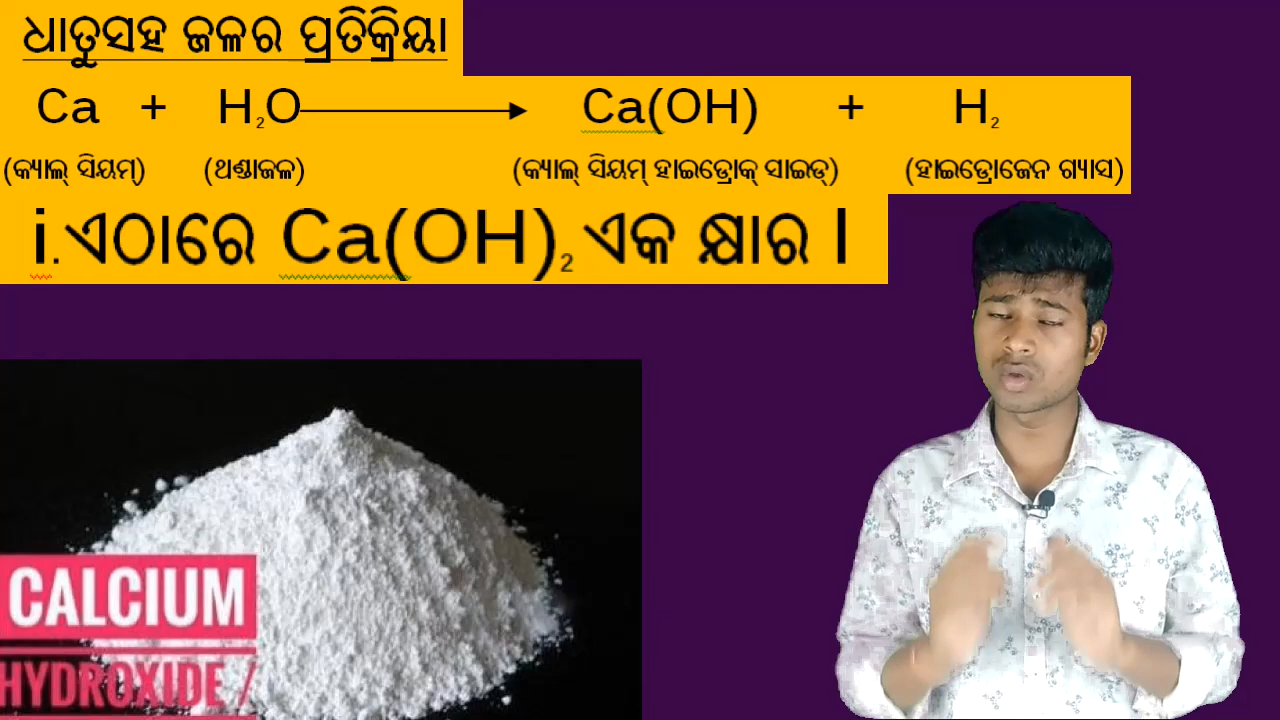 ଧାତୁସହ ଜଳର ପ୍ରତିକ୍ରିୟା
Ca + H₂O ⟶ Ca(OH) + H₂
(କ୍ୟାଲ୍ ସିୟମ୍) (ଥଣ୍ଡାଜଳ) (କ୍ୟାଲ୍ ସିୟମ୍ ହାଇଡ୍ରୋକ୍ ସାଇଡ୍) (ହାଇଡ୍ରୋଜେନ ଗ୍ୟାସ)
i. ଏଠାରେ Ca(OH)₂ ଏକ କ୍ଷାର l
CALCIUM
HYDROXIDE /